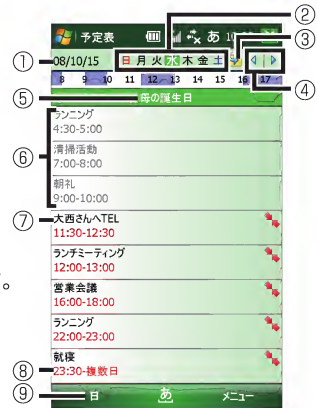 ②
予定表 あ
③
① 08/10/15 日 月 火 水 木 金 土
8 9 10 11 12 13 14 15 16 17
④
⑤ 母の誕生日
ランニング
4:30-5:00
⑥ 清掃活動
7:00-8:00
朝礼
9:00-10:00
⑦ 大西さんへTEL
11:30-12:30
ランチミーティング
12:00-13:00
。
営業会議
16:00-18:00
ランニング
22:00-23:00
就寝
⑧ 23:30-複数日
⑨ 日 あ メニュー